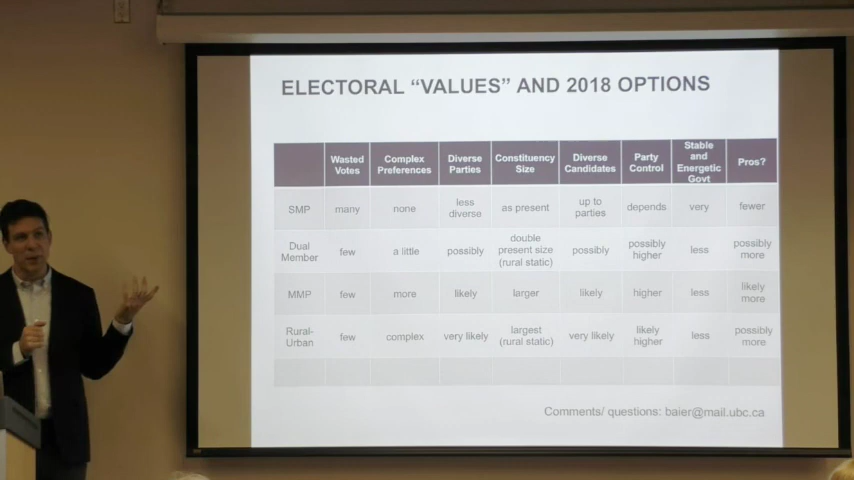 ELECTORAL “VALUES” AND 2018 OPTIONS
Wasted Votes | Complex Preferences | Diverse Parties | Constituency Size | Diverse Candidates | Party Control | Stable and Energetic Govt | Pros?
SMP | many | none | less diverse | as present | up to parties | depends | very | fewer
Dual Member | few | a little | possibly | double present size (rural static) | possibly | possibly higher | less | possibly more
MMP | few | more | likely | larger | likely | higher | less | likely more
Rural-Urban | few | complex | very likely | largest (rural static) | very likely | likely higher | less | possibly more
Comments/ questions: baier@mail.ubc.ca